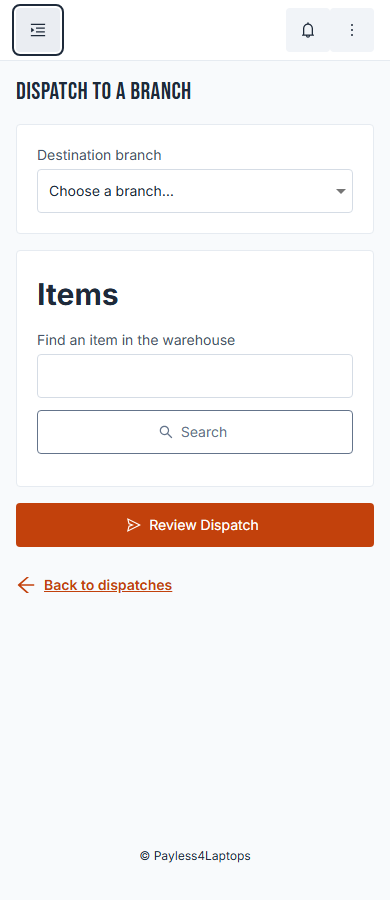 DISPATCH TO A BRANCH
Destination branch
Choose a branch...
Items
Find an item in the warehouse
Search
Review Dispatch
Back to dispatches
© Payless4Laptops